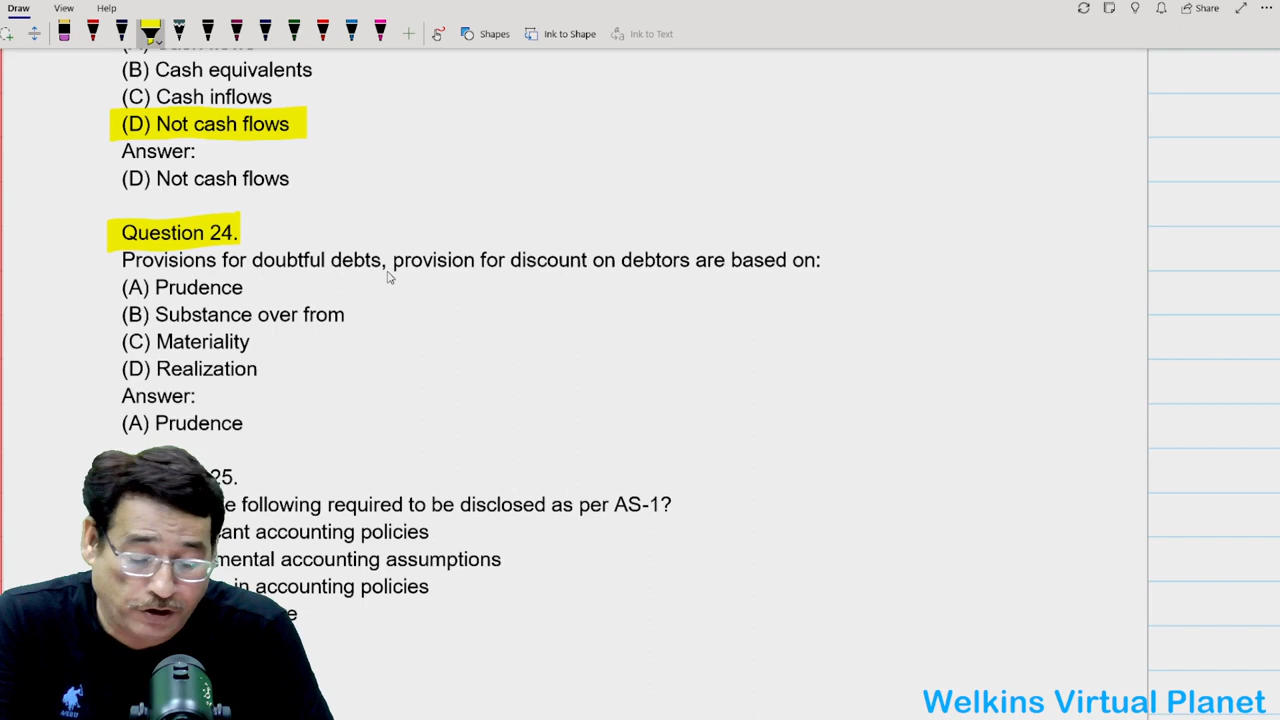 Draw View Help Share
Shapes Ink to Shape Ink to Text
(B) Cash equivalents
(C) Cash inflows
(D) Not cash flows
Answer:
(D) Not cash flows
Question 24.
Provisions for doubtful debts, provision for discount on debtors are based on:
(A) Prudence
(B) Substance over from
(C) Materiality
(D) Realization
Answer:
(A) Prudence
25.
following required to be disclosed as per AS-1?
accounting policies
accounting assumptions
in accounting policies
Welkins Virtual Planet